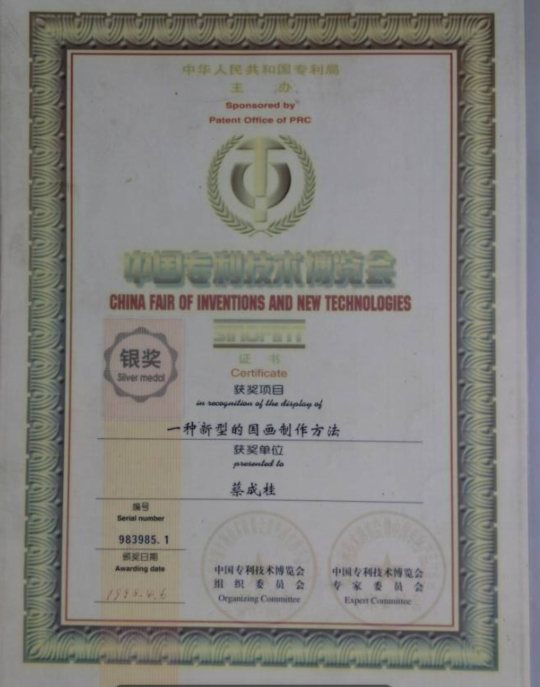 中华人民共和国专利局
主 办
Sponsored by
Patent Office of PRC
中国专利技术博览会
CHINA FAIR OF INVENTIONS AND NEW TECHNOLOGIES
证 书
Certificate
银奖
Silver medal
获奖项目
in recognition of the display of
一种新型的国画制作方法
获奖单位
presented to
蔡成桂
编号
Serial number
983985.1
颁奖日期
Awarding date
中国专利技术博览会
组 织 委 员 会
Organizing Committee
中国专利技术博览会
专 家 委 员 会
Expert Committee